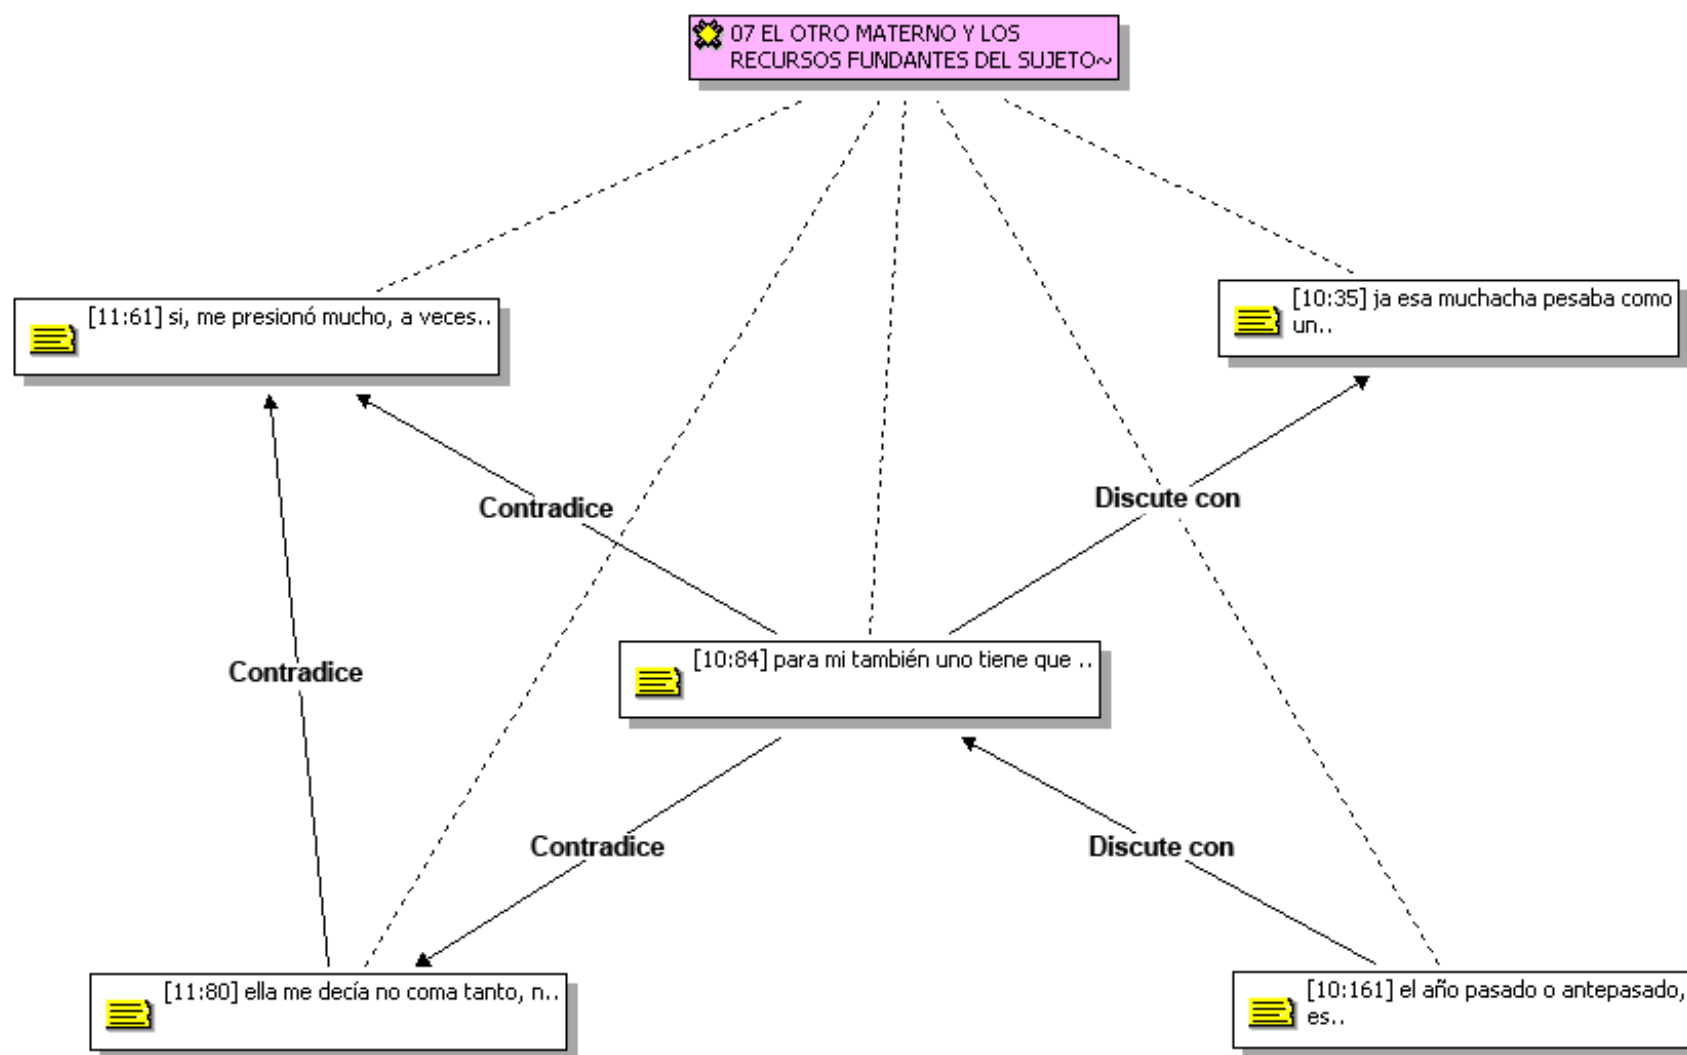 07 EL OTRO MATERNO Y LOS
RECURSOS FUNDANTES DEL SUJETO~
[11:61] si, me presionó mucho, a veces..
[10:35] ja esa muchacha pesaba como
un..
Contradice
Discute con
Contradice
[10:84] para mi también uno tiene que ..
Contradice
Discute con
[11:80] ella me decía no coma tanto, n..
[10:161] el año pasado o antepasado,
es..